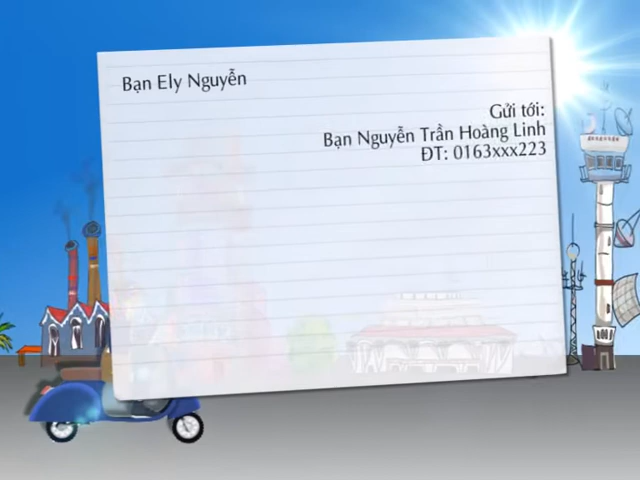 Bạn Ely Nguyễn
Gửi tới:
Bạn Nguyễn Trần Hoàng Linh
ĐT: 0163xxx223